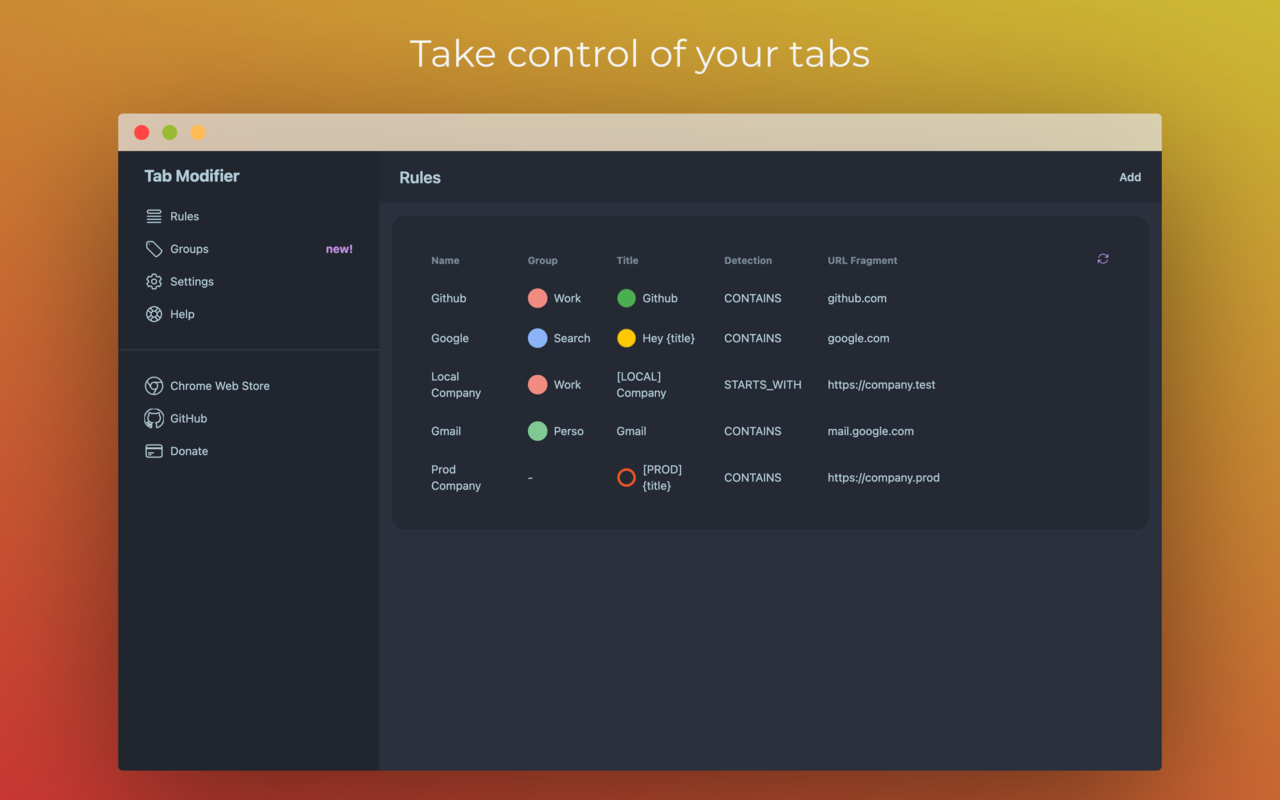 Take control of your tabs
Tab Modifier
Rules
Groups new!
Settings
Help
Chrome Web Store
GitHub
Donate
Rules Add
Name Group Title Detection URL Fragment
Github Work Github CONTAINS github.com
Google Search Hey {title} CONTAINS google.com
Local
Company Work [LOCAL]
Company STARTS_WITH https://company.test
Gmail Perso Gmail CONTAINS mail.google.com
Prod
Company - [PROD]
{title} CONTAINS https://company.prod